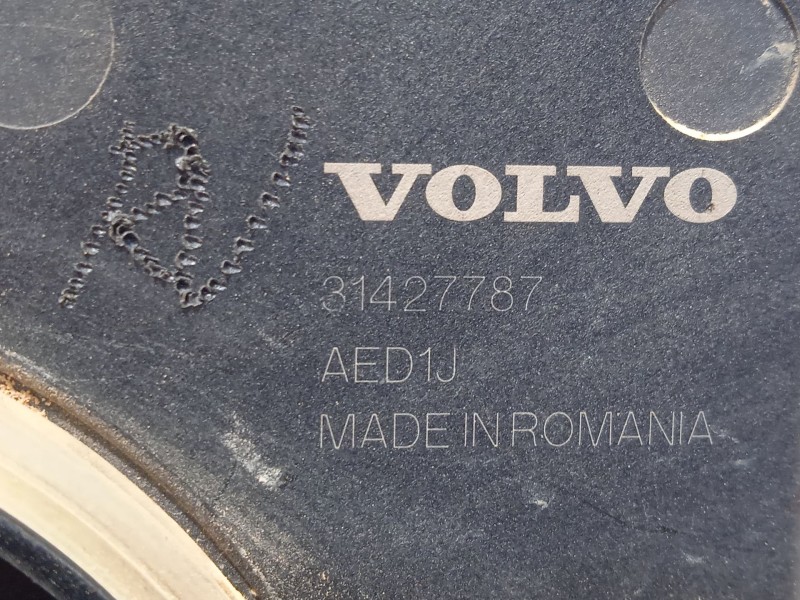 VOLVO
31427787
AED1J
MADE IN ROMANIA